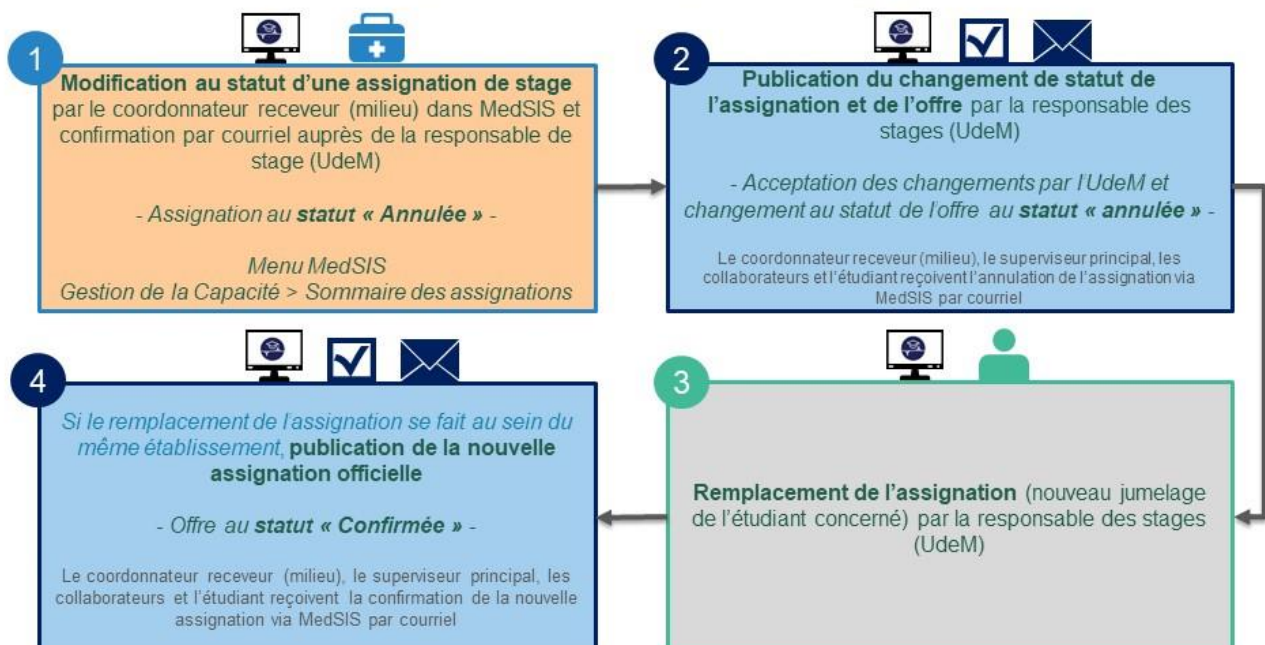 1
Modification au statut d'une assignation de stage
par le coordonnateur receveur (milieu) dans MedSIS et
confirmation par courriel auprès de la responsable de
stage (UdeM)
- Assignation au statut « Annulée » -
Menu MedSIS
Gestion de la Capacité > Sommaire des assignations
2
Publication du changement de statut de
l'assignation et de l'offre par la responsable des
stages (UdeM)
- Acceptation des changements par l'UdeM et
changement au statut de l'offre au statut « annulée » -
Le coordonnateur receveur (milieu), le superviseur principal, les
collaborateurs et l'étudiant reçoivent l'annulation de l'assignation via
MedSIS par courriel
3
Remplacement de l'assignation (nouveau jumelage
de l'étudiant concerné) par la responsable des stages
(UdeM)
4
Si le remplacement de l'assignation se fait au sein du
même établissement, publication de la nouvelle
assignation officielle
- Offre au statut « Confirmée » -
Le coordonnateur receveur (milieu), le superviseur principal, les
collaborateurs et l'étudiant reçoivent la confirmation de la nouvelle
assignation via MedSIS par courriel